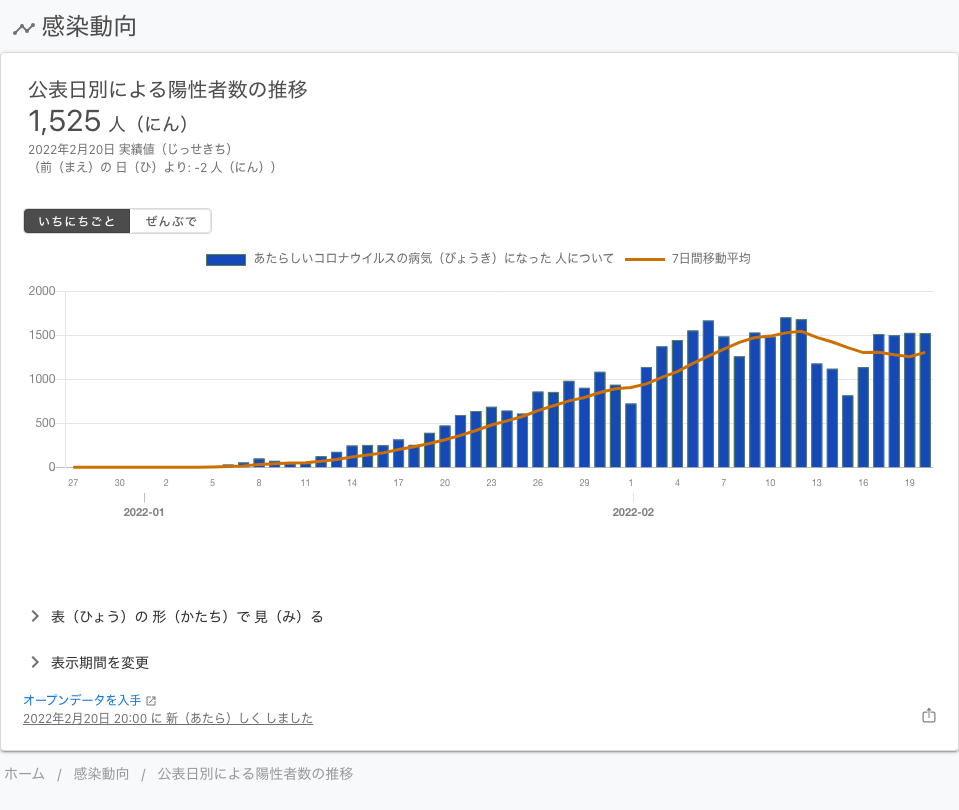 感染動向
公表日別による陽性者数の推移
1,525 人（にん）
2022年2月20日 実績値（じっせきち）
（前（まえ）の 日（ひ）より: -2 人（にん））
いちにちごと ぜんぶで
あたらしいコロナウイルスの病気（びょうき）になった 人について 7日間移動平均
2000
1500
1000
500
0
27 30 2 5 8 11 14 17 20 23 26 29 1 4 7 10 13 16 19
2022-01 2022-02
表（ひょう）の 形（かたち）で 見（み）る
表示期間を変更
オープンデータを入手
2022年2月20日 20:00 に 新（あたら）しく しました
ホーム / 感染動向 / 公表日別による陽性者数の推移